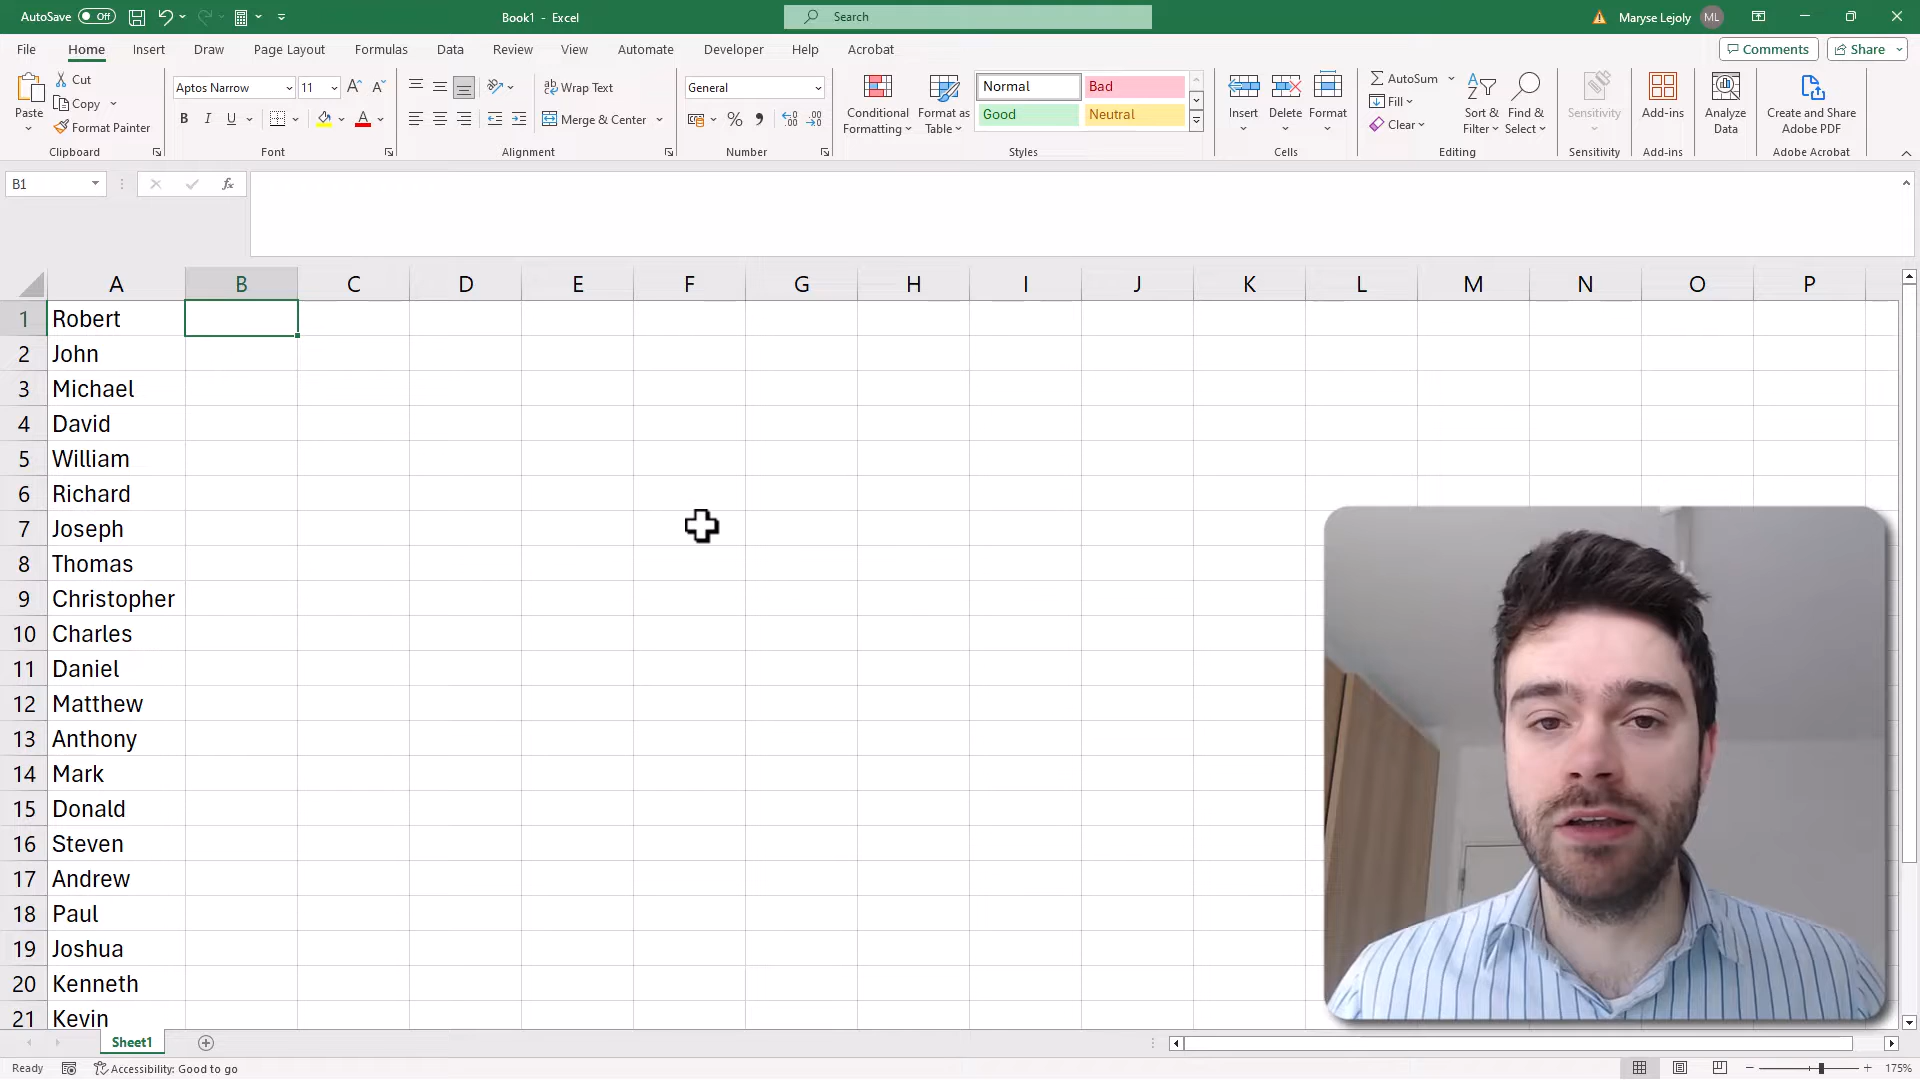 AutoSave Off Book1 - Excel Search Maryse Lejoly ML
File Home Insert Draw Page Layout Formulas Data Review View Automate Developer Help Acrobat Comments Share
Paste
Cut
Copy
Format Painter
Clipboard
Aptos Narrow 11
B I U
Font
Wrap Text
Merge & Center
Alignment
General
Number
Conditional Formatting
Format as Table
Normal Bad
Good Neutral
Styles
Insert Delete Format
Cells
AutoSum
Fill
Clear
Sort & Filter
Find & Select
Editing
Sensitivity
Sensitivity
Add-ins
Add-ins
Analyze Data
Create and Share Adobe PDF
Adobe Acrobat
B1 fx
A B C D E F G H I J K L M N O P
1 Robert
2 John
3 Michael
4 David
5 William
6 Richard
7 Joseph
8 Thomas
9 Christopher
10 Charles
11 Daniel
12 Matthew
13 Anthony
14 Mark
15 Donald
16 Steven
17 Andrew
18 Paul
19 Joshua
20 Kenneth
21 Kevin
Sheet1
Ready Accessibility: Good to go 175%